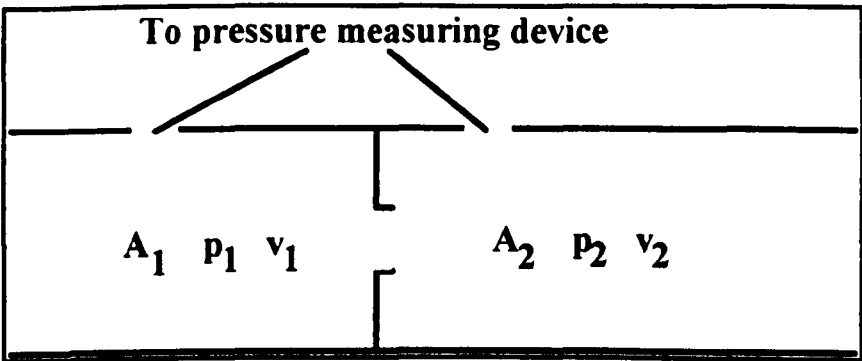 To pressure measuring device
A₁ p₁ v₁ A₂ p₂ v₂